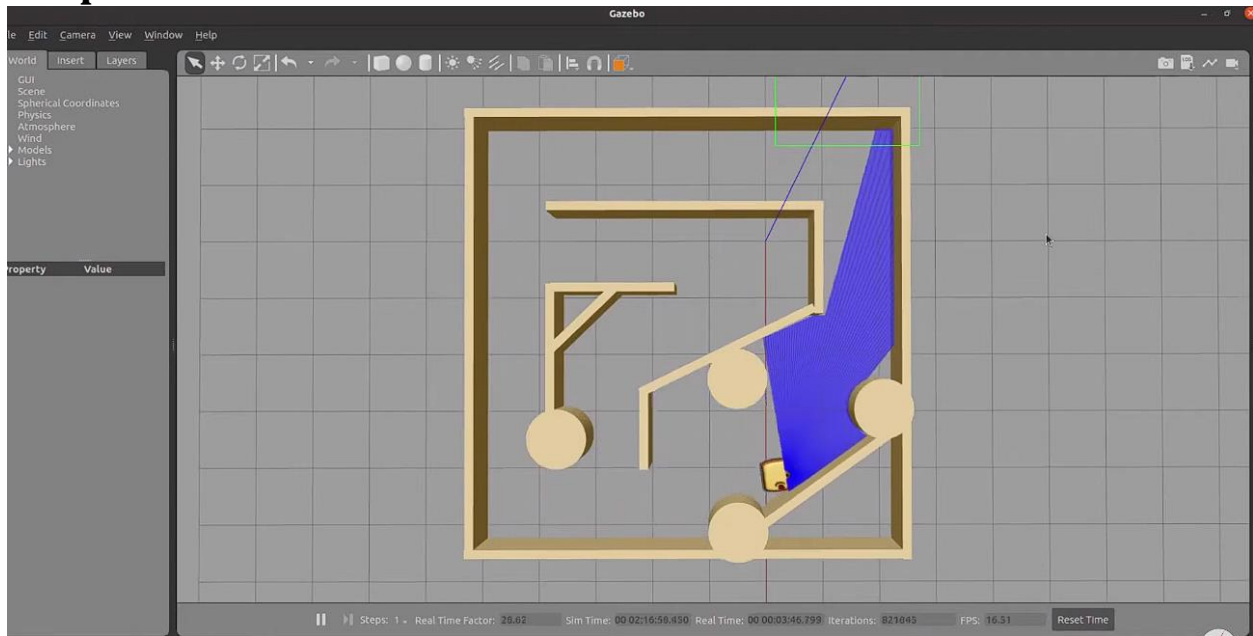 Gazebo
le Edit Camera View Window Help
World Insert Layers
GUI
Scene
Spherical Coordinates
Physics
Atmosphere
Wind
Models
Lights
roperty Value
Steps: 1 Real Time Factor: 26.62 Sim Time: 00 02:16:58.450 Real Time: 00 00:03:46.799 Iterations: 821845 FPS: 16.51 Reset Time